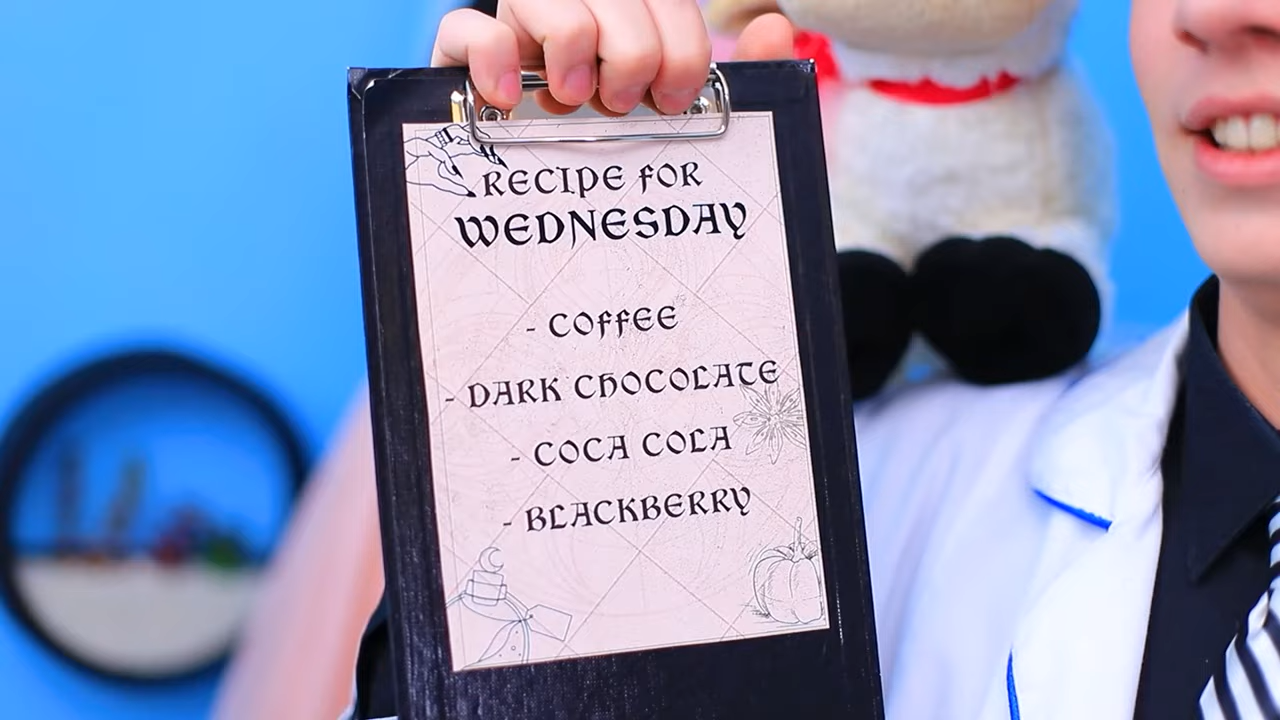 RECIPE FOR
WEDNESDAY
- COFFEE
- DARK CHOCOLATE
- COCA COLA
- BLACKBERRY